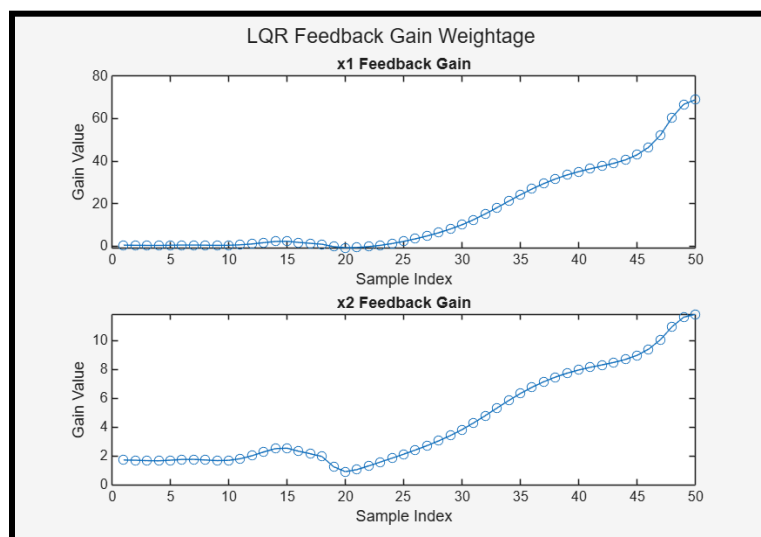 LQR Feedback Gain Weightage
x1 Feedback Gain
80
60
40
20
0
Gain Value
0 5 10 15 20 25 30 35 40 45 50
Sample Index
x2 Feedback Gain
10
8
6
4
2
0
Gain Value
0 5 10 15 20 25 30 35 40 45 50
Sample Index